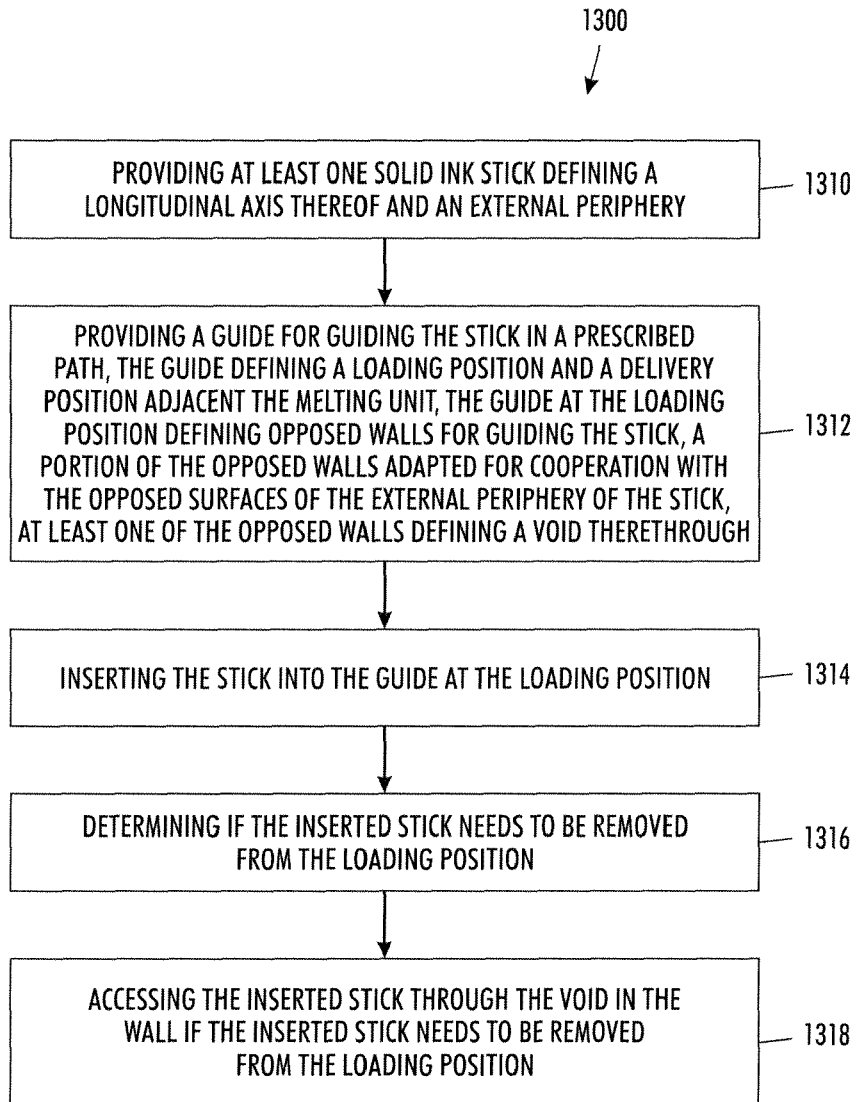 1300
PROVIDING AT LEAST ONE SOLID INK STICK DEFINING A
LONGITUDINAL AXIS THEREOF AND AN EXTERNAL PERIPHERY
1310
PROVIDING A GUIDE FOR GUIDING THE STICK IN A PRESCRIBED
PATH, THE GUIDE DEFINING A LOADING POSITION AND A DELIVERY
POSITION ADJACENT THE MELTING UNIT, THE GUIDE AT THE LOADING
POSITION DEFINING OPPOSED WALLS FOR GUIDING THE STICK, A
PORTION OF THE OPPOSED WALLS ADAPTED FOR COOPERATION WITH
THE OPPOSED SURFACES OF THE EXTERNAL PERIPHERY OF THE STICK,
AT LEAST ONE OF THE OPPOSED WALLS DEFINING A VOID THERETHROUGH
1312
INSERTING THE STICK INTO THE GUIDE AT THE LOADING POSITION
1314
DETERMINING IF THE INSERTED STICK NEEDS TO BE REMOVED
FROM THE LOADING POSITION
1316
ACCESSING THE INSERTED STICK THROUGH THE VOID IN THE
WALL IF THE INSERTED STICK NEEDS TO BE REMOVED
FROM THE LOADING POSITION
1318